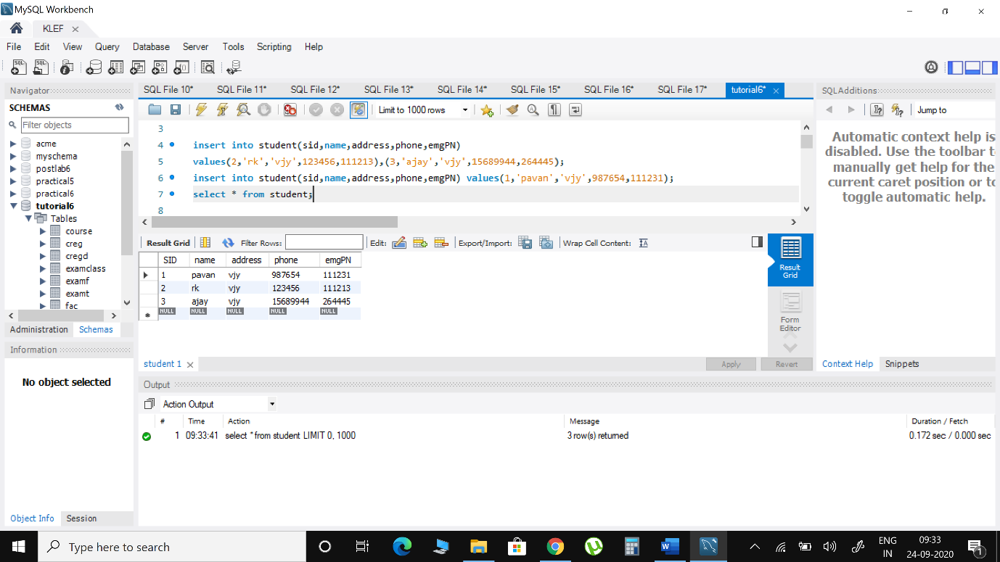 MySQL Workbench
KLEF
File Edit View Query Database Server Tools Scripting Help
Navigator
SCHEMAS
Filter objects
acme
myschema
postlab6
practical5
practical6
tutorial6
Tables
course
creg
cregd
examclass
examf
examt
fac
Administration Schemas
Information
No object selected
Object Info Session
SQL File 10* SQL File 11* SQL File 12* SQL File 13* SQL File 14* SQL File 15* SQL File 16* SQL File 17* tutorial6*
Limit to 1000 rows
3
4 insert into student(sid,name,address,phone,emgPN)
5 values(2,'rk','vjy',123456,111213),(3,'ajay','vjy',15689944,264445);
6 insert into student(sid,name,address,phone,emgPN) values(1,'pavan','vjy',987654,111231);
7 select * from student;
8
Result Grid Filter Rows: Edit: Export/Import: Wrap Cell Content:
SID name address phone emgPN
1 pavan vjy 987654 111231
2 rk vjy 123456 111213
3 ajay vjy 15689944 264445
NULL NULL NULL NULL NULL
Result
Grid
Form
Editor
student 1
Apply Revert
Output
Action Output
# Time Action Message Duration / Fetch
1 09:33:41 select * from student LIMIT 0, 1000 3 row(s) returned 0.172 sec / 0.000 sec
SQLAdditions
Jump to
Automatic context help is
disabled. Use the toolbar t
manually get help for the
current caret position or to
toggle automatic help.
Context Help Snippets
Type here to search
ENG
IN
09:33
24-09-2020
1